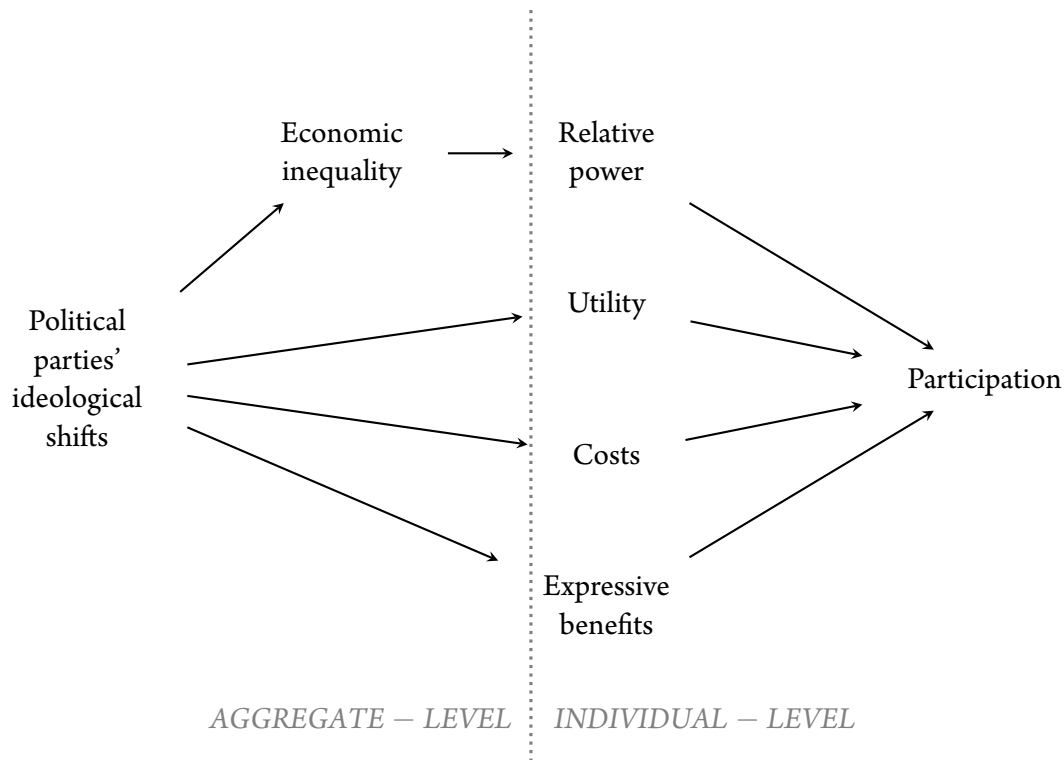 Economic
inequality
Relative
power
Utility
Political
parties’
ideological
shifts
Participation
Costs
Expressive
benefits
AGGREGATE – LEVEL
INDIVIDUAL – LEVEL